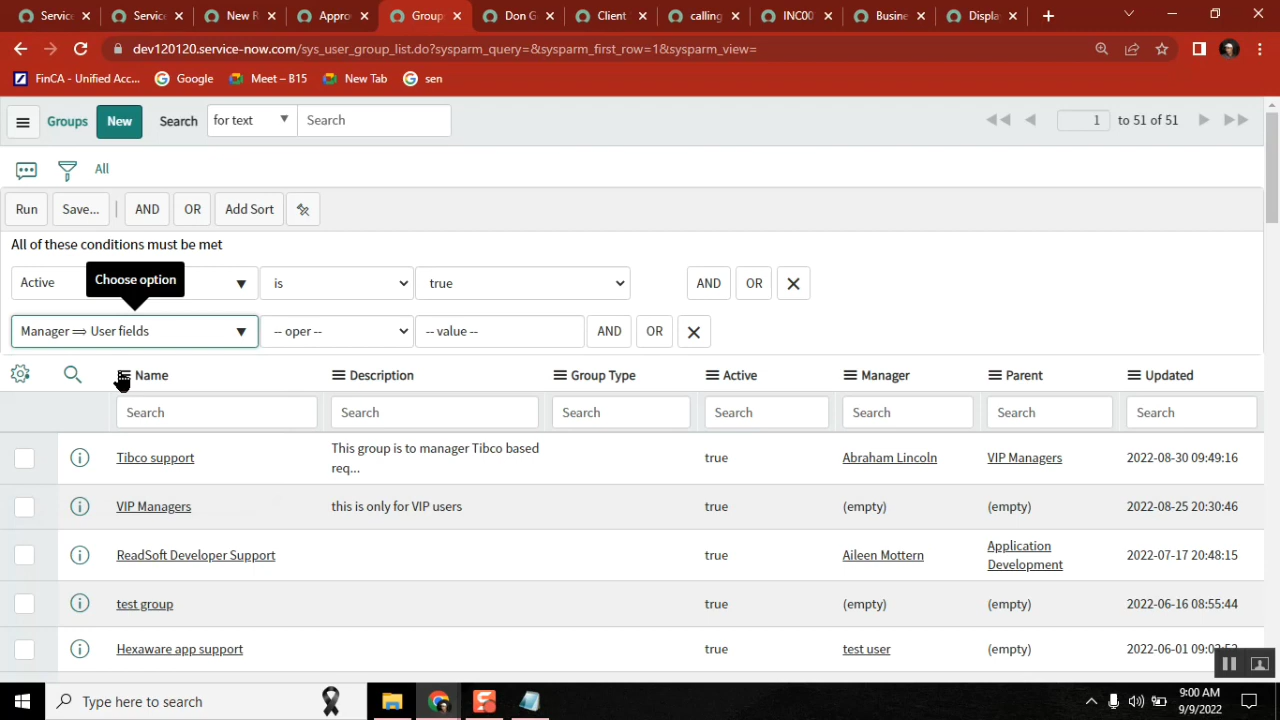 Servic
Servic
New R
Appro
Group
Don G
Client
calling
INC00
Busine
Displa
dev120120.service-now.com/sys_user_group_list.do?sysparm_query=&sysparm_first_row=1&sysparm_view=
FinCA - Unified Acc...
Google
Meet – B15
New Tab
sen
Groups
New
Search
for text
Search
1
to 51 of 51
All
Run
Save...
AND
OR
Add Sort
All of these conditions must be met
Active
Choose option
is
true
AND
OR
Manager ⟹ User fields
-- oper --
-- value --
AND
OR
Name
Description
Group Type
Active
Manager
Parent
Updated
Search
Search
Search
Search
Search
Search
Search
Tibco support
This group is to manager Tibco based
req...
true
Abraham Lincoln
VIP Managers
2022-08-30 09:49:16
VIP Managers
this is only for VIP users
true
(empty)
(empty)
2022-08-25 20:30:46
ReadSoft Developer Support
true
Aileen Mottern
Application
Development
2022-07-17 20:48:15
test group
true
(empty)
(empty)
2022-06-16 08:55:44
Hexaware app support
true
test user
(empty)
2022-06-01
Type here to search
9:00 AM
9/9/2022